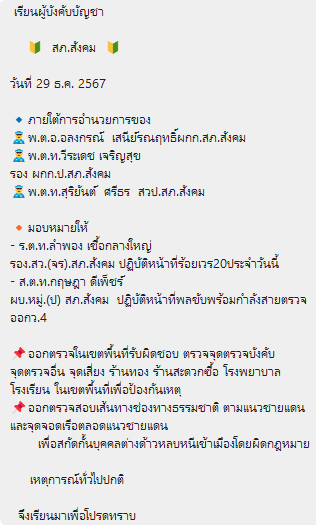 เรียนผู้บังคับบัญชา
🔰 สภ.สังคม 🔰
วันที่ 29 ธ.ค. 2567
🔹ภายใต้การอำนวยการของ
👮พ.ต.อ.อลงกรณ์ เสนีย์รณฤทธิ์ผกก.สภ.สังคม
👮พ.ต.ท.วีระเดช เจริญสุข
รอง ผกก.ป.สภ.สังคม
👮พ.ต.ท.สุริยันต์ ศรีธร สวป.สภ.สังคม
🔸มอบหมายให้
- ร.ต.ท.ลำพอง เชื้อกลางใหญ่
รอง.สว.(จร).สภ.สังคม ปฏิบัติหน้าที่ร้อยเวร20ประจำวันนี้
- ส.ต.ท.กฤษฎา ดีเพ็ชร์
ผบ.หมู่.(ป) สภ.สังคม ปฏิบัติหน้าที่พลขับพร้อมกำลังสายตรวจ
ออกว.4
📌ออกตรวจในเขตพื้นที่รับผิดชอบ ตรวจจุดตรวจบังคับ
จุดตรวจอื่น จุดเสี่ยง ร้านทอง ร้านสะดวกซื้อ โรงพยาบาล
โรงเรียน ในเขตพื้นที่เพื่อป้องกันเหตุ
📌ออกตรวจสอบเส้นทางช่องทางธรรมชาติ ตามแนวชายแดน
และจุดจอดเรือตลอดแนวชายแดน
เพื่อสกัดกั้นบุคคลต่างด้าวหลบหนีเข้าเมืองโดยผิดกฎหมาย
เหตุการณ์ทั่วไปปกติ
จึงเรียนมาเพื่อโปรดทราบ